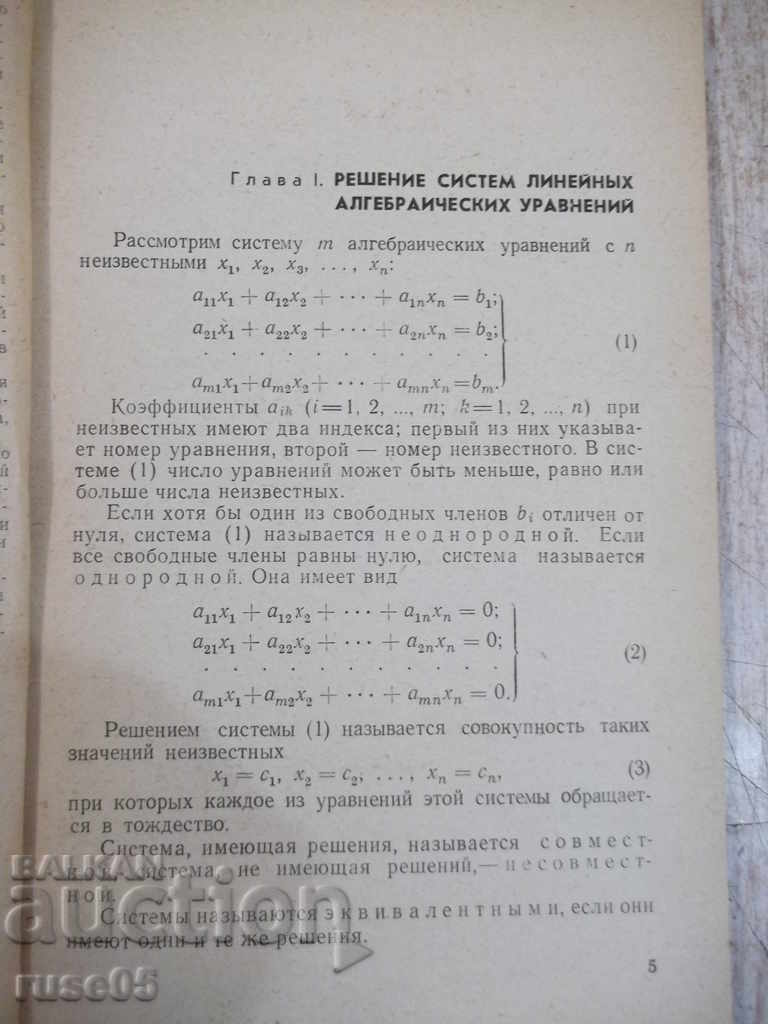 Глава I. РЕШЕНИЕ СИСТЕМ ЛИНЕЙНЫХ
АЛГЕБРАИЧЕСКИХ УРАВНЕНИЙ
Рассмотрим систему m алгебраических уравнений с n
неизвестными x₁, x₂, x₃, ..., xₙ:
a₁₁x₁ + a₁₂x₂ + ··· + a₁ₙxₙ = b₁;
a₂₁x₁ + a₂₂x₂ + ··· + a₂ₙxₙ = b₂;
. . . . . . . . . . . .
aₘ₁x₁ + aₘ₂x₂ + ··· + aₘₙxₙ = bₘ.
(1)
Коэффициенты aᵢₖ (i=1, 2, ..., m; k=1, 2, ..., n) при
неизвестных имеют два индекса; первый из них указыва-
ет номер уравнения, второй — номер неизвестного. В сис-
теме (1) число уравнений может быть меньше, равно или
больше числа неизвестных.
Если хотя бы один из свободных членов bᵢ отличен от
нуля, система (1) называется неоднородной. Если
все свободные члены равны нулю, система называется
однородной. Она имеет вид
a₁₁x₁ + a₁₂x₂ + ··· + a₁ₙxₙ = 0;
a₂₁x₁ + a₂₂x₂ + ··· + a₂ₙxₙ = 0;
. . . . . . . . . . . .
aₘ₁x₁ + aₘ₂x₂ + ··· + aₘₙxₙ = 0.
(2)
Решением системы (1) называется совокупность таких
значений неизвестных
x₁ = c₁, x₂ = c₂, ..., xₙ = cₙ, (3)
при которых каждое из уравнений этой системы обращает-
ся в тождество.
Система, имеющая решения, называется совмест-
ной, система, не имеющая решений,— несовмест-
ной.
Системы называются эквивалентными, если они
имеют одни и те же решения.
5
BALKAN
auction
ruse05